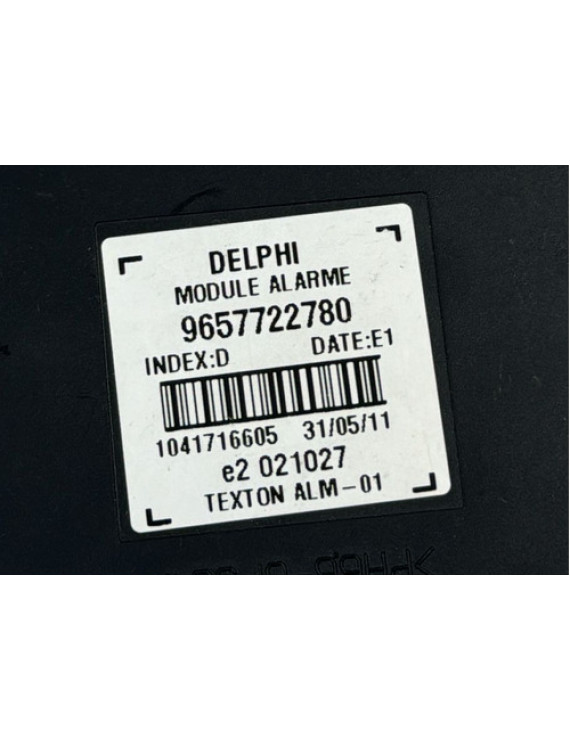 DELPHI
MODULE ALARME
9657722780
INDEX:D DATE:E1
1041716605 31/05/11
e2 021027
TEXTON ALM-01